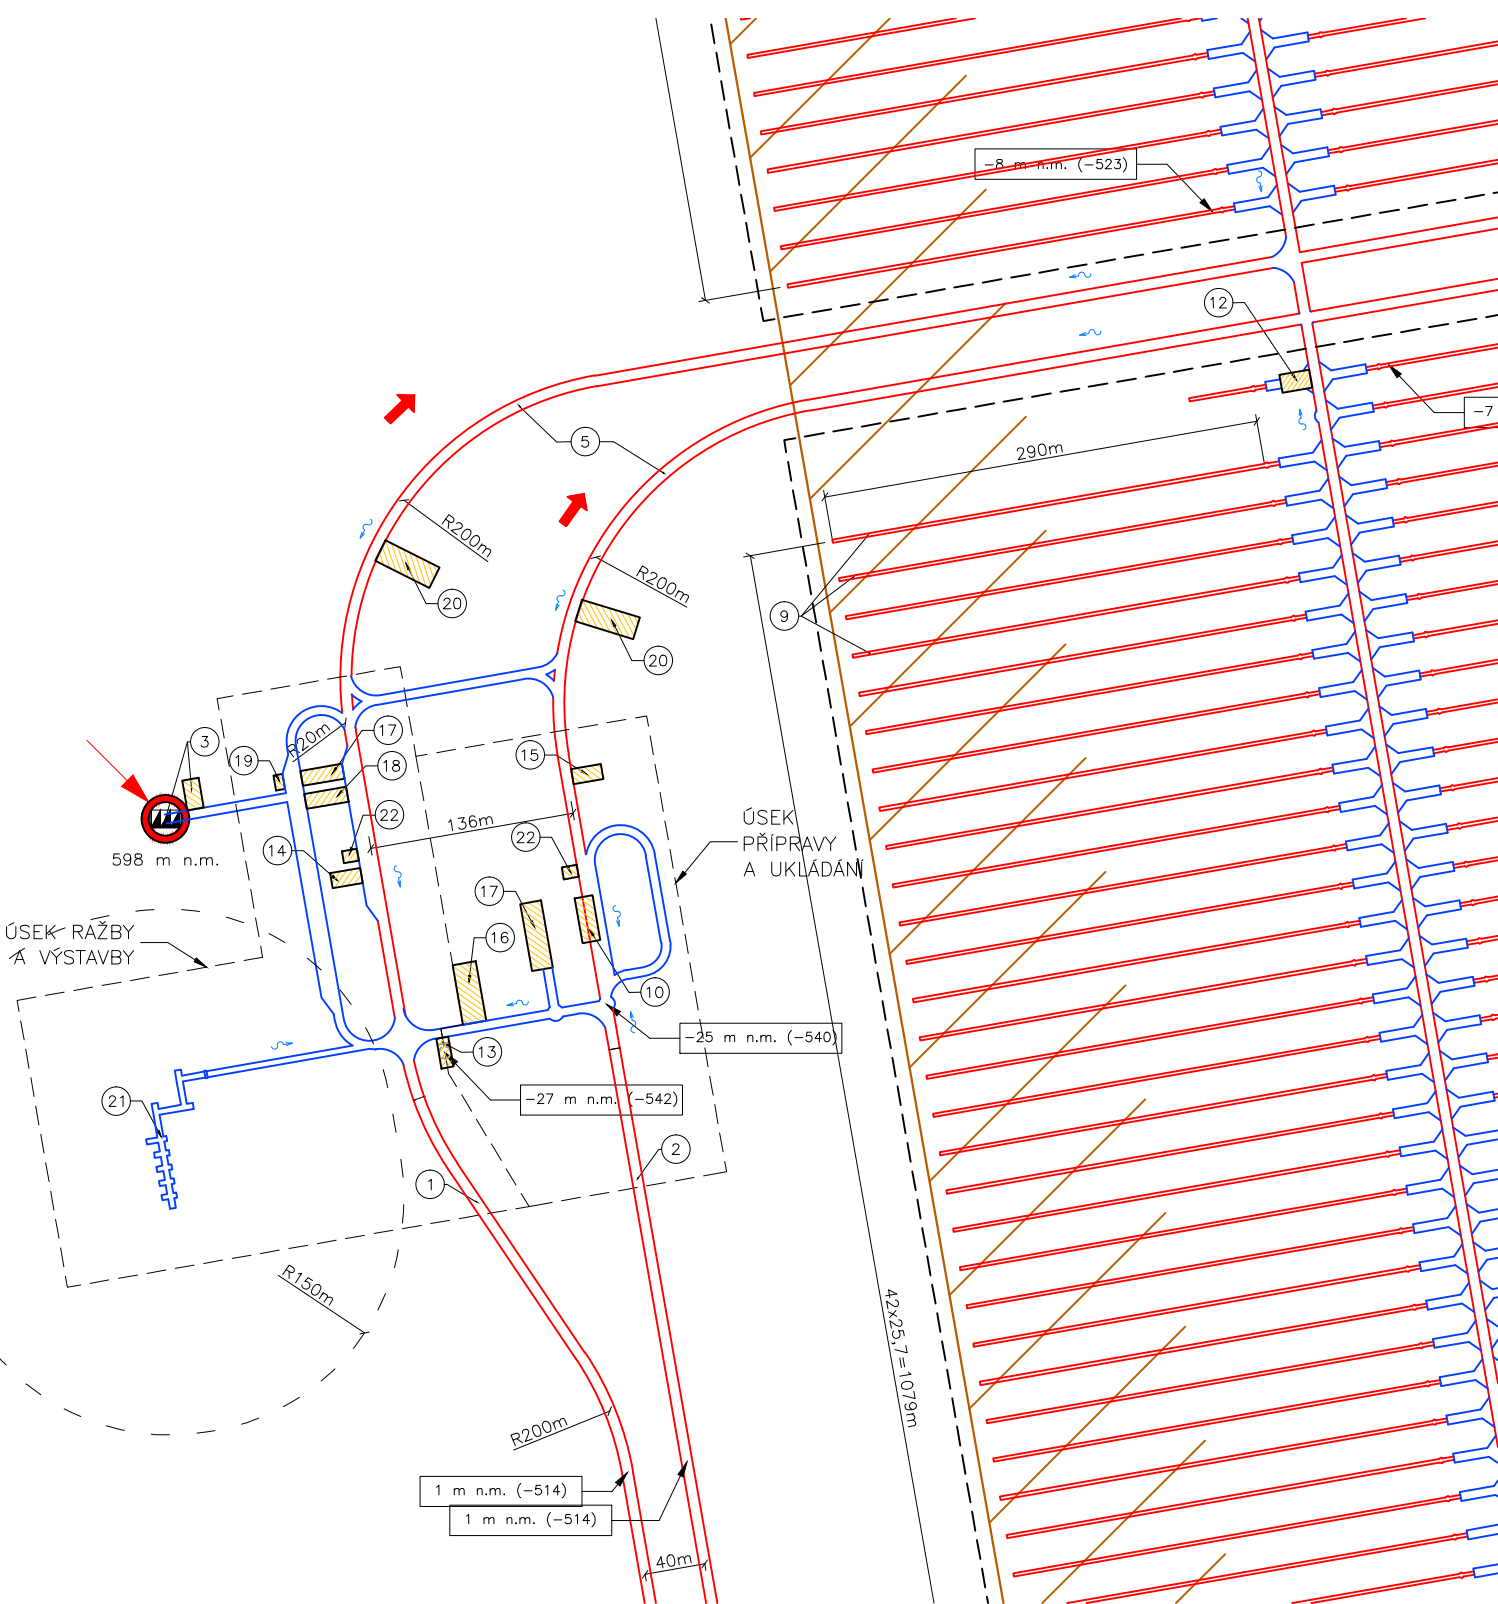 -8 m n.m. (-523)
12
-7
5
290m
R200m
R200m
20
9
20
17
3
R20m
15
19
18
136m
22
22
ÚSEK
PŘÍPRAVY
A UKLÁDÁNÍ
598 m n.m.
14
17
ÚSEK RAŽBY
A VÝSTAVBY
16
10
-25 m n.m. (-540)
13
21
-27 m n.m. (-542)
2
1
R150m
42x25,7=1079m
R200m
1 m n.m. (-514)
1 m n.m. (-514)
40m